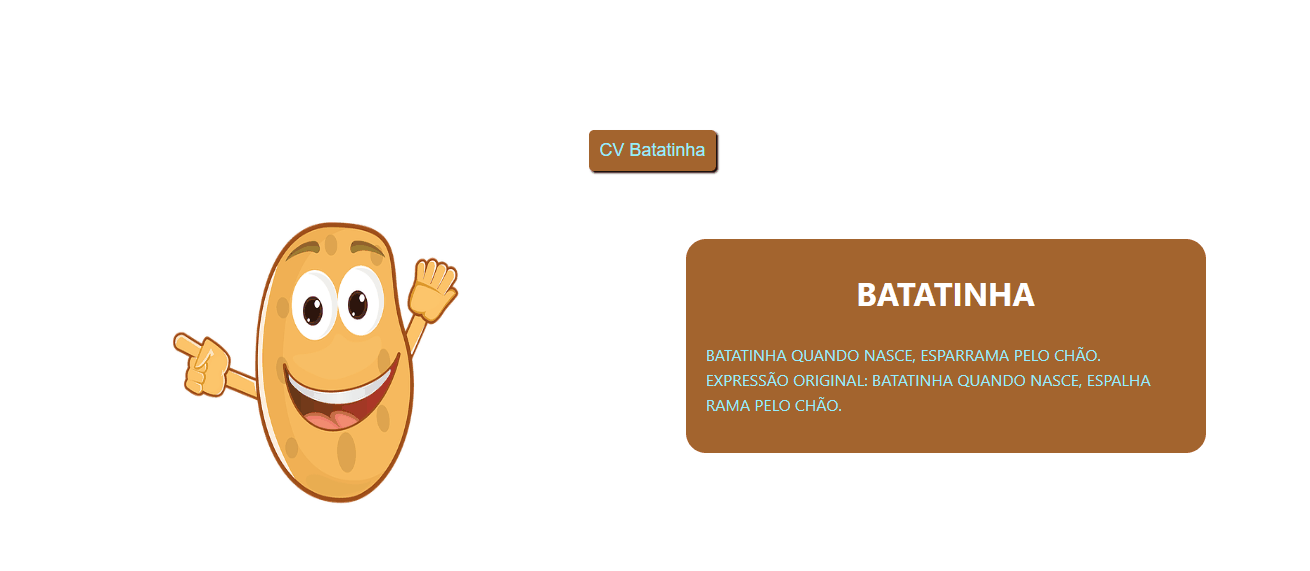 CV Batatinha
BATATINHA
BATATINHA QUANDO NASCE, ESPARRAMA PELO CHÃO.
EXPRESSÃO ORIGINAL: BATATINHA QUANDO NASCE, ESPALHA
RAMA PELO CHÃO.